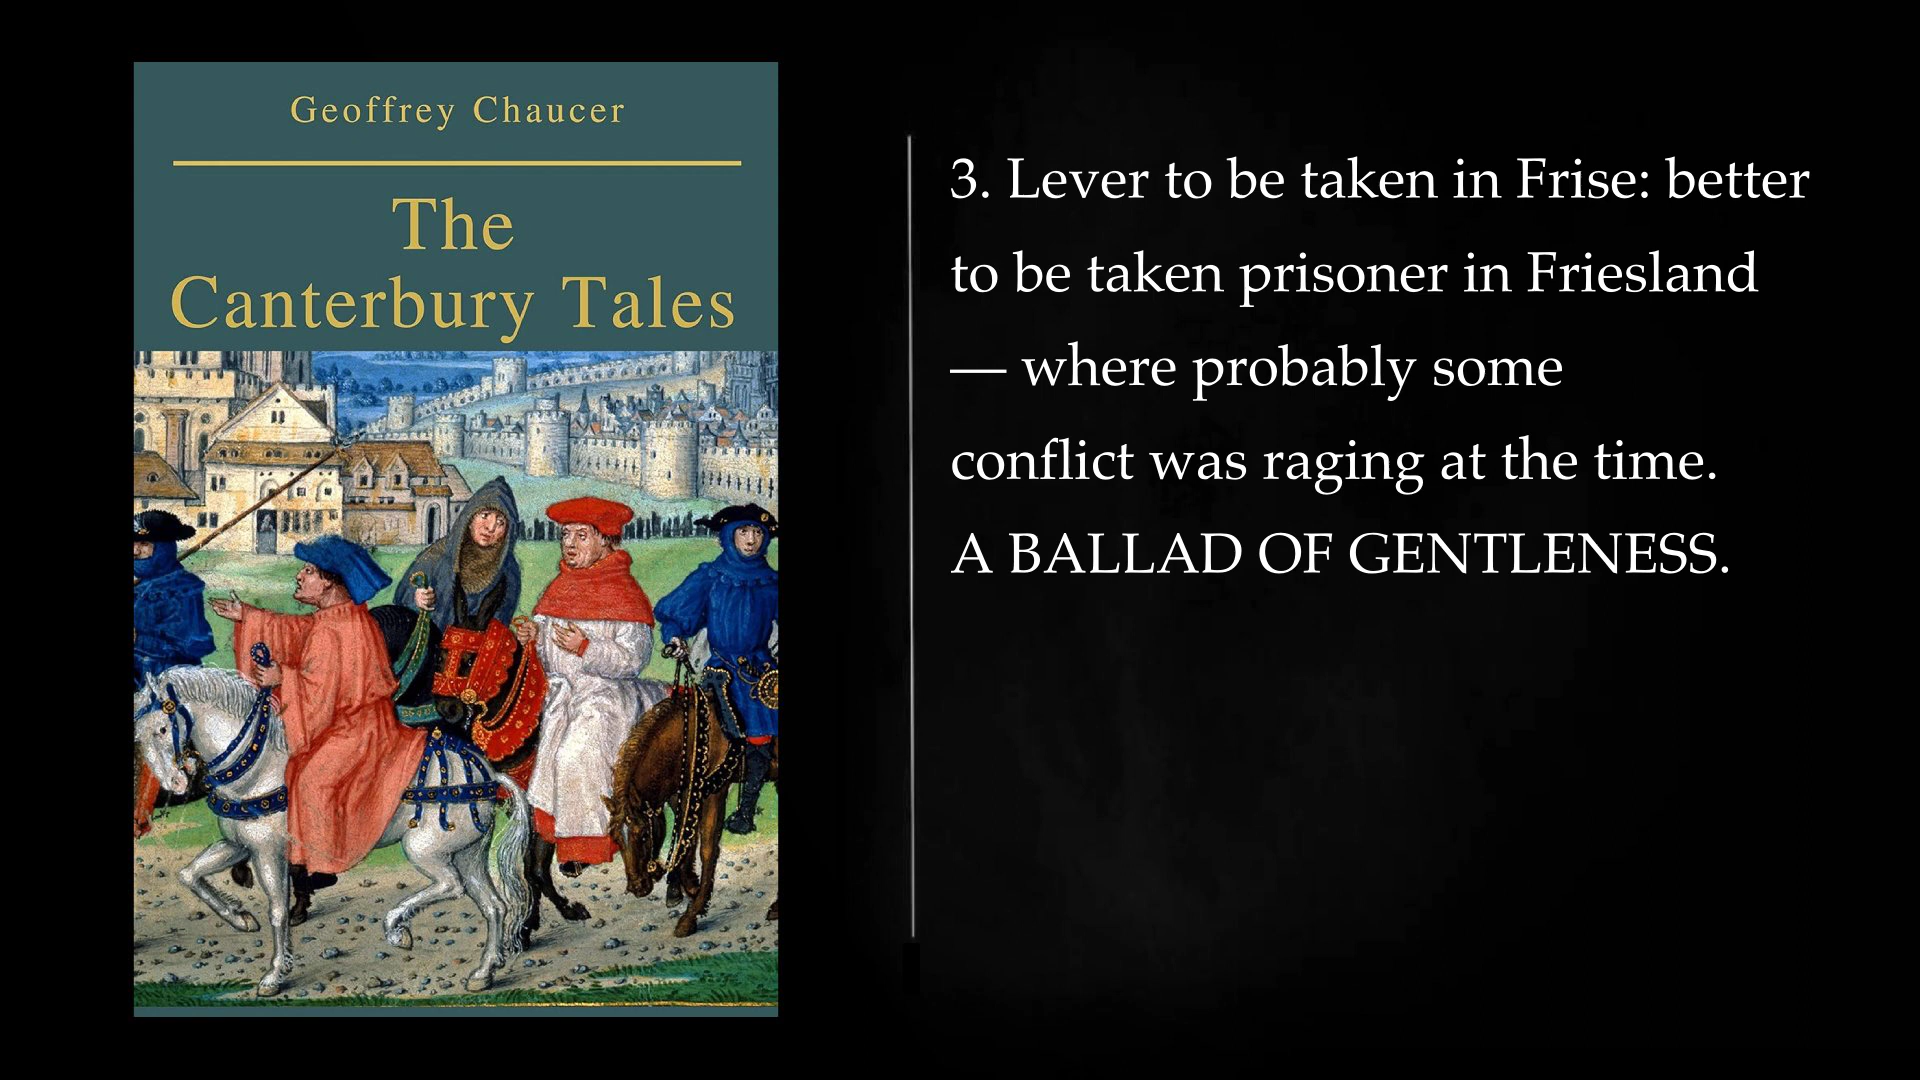 Geoffrey Chaucer
The
Canterbury Tales
3. Lever to be taken in Frise: better
to be taken prisoner in Friesland
— where probably some
conflict was raging at the time.
A BALLAD OF GENTLENESS.